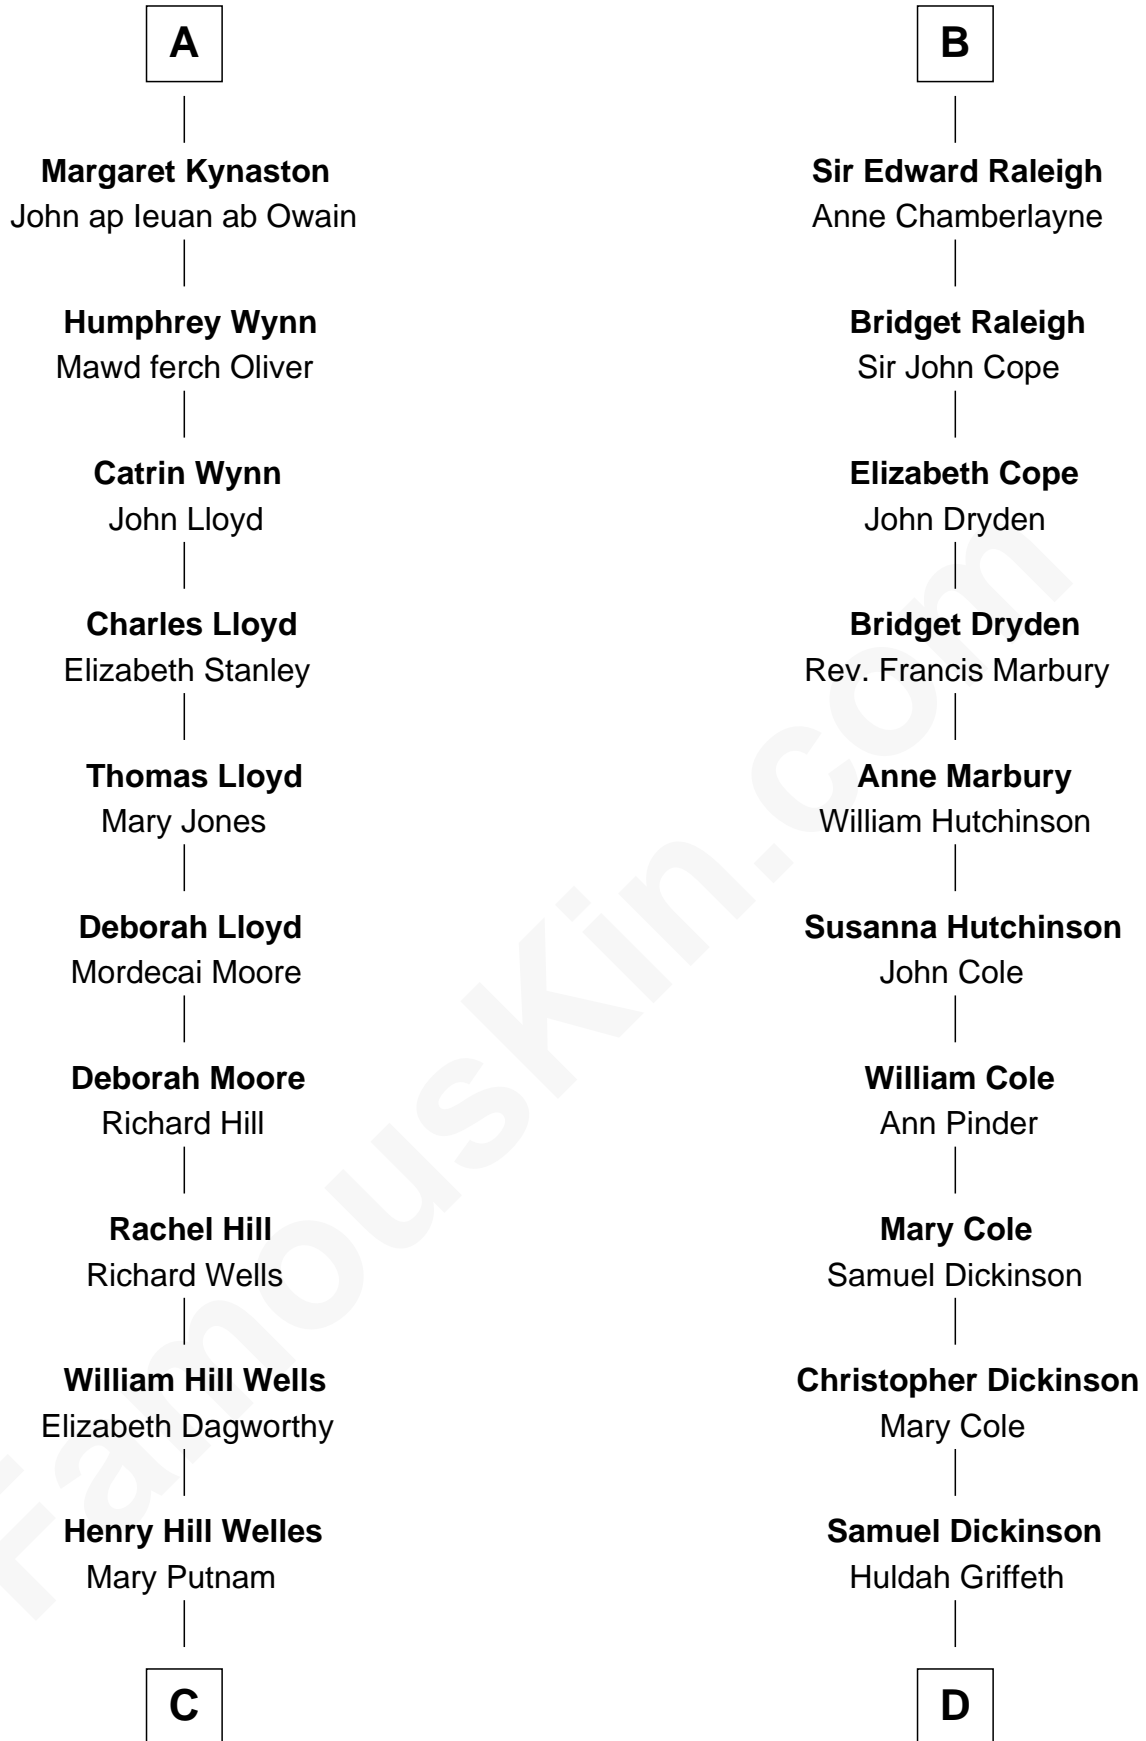 A
Margaret Kynaston
John ap Ieuan ab Owain
Humphrey Wynn
Mawd ferch Oliver
Catrin Wynn
John Lloyd
Charles Lloyd
Elizabeth Stanley
Thomas Lloyd
Mary Jones
Deborah Lloyd
Mordecai Moore
Deborah Moore
Richard Hill
Rachel Hill
Richard Wells
William Hill Wells
Elizabeth Dagworthy
Henry Hill Welles
Mary Putnam
C
B
Sir Edward Raleigh
Anne Chamberlayne
Bridget Raleigh
Sir John Cope
Elizabeth Cope
John Dryden
Bridget Dryden
Rev. Francis Marbury
Anne Marbury
William Hutchinson
Susanna Hutchinson
John Cole
William Cole
Ann Pinder
Mary Cole
Samuel Dickinson
Christopher Dickinson
Mary Cole
Samuel Dickinson
Huldah Griffeth
D
FamousKin.com